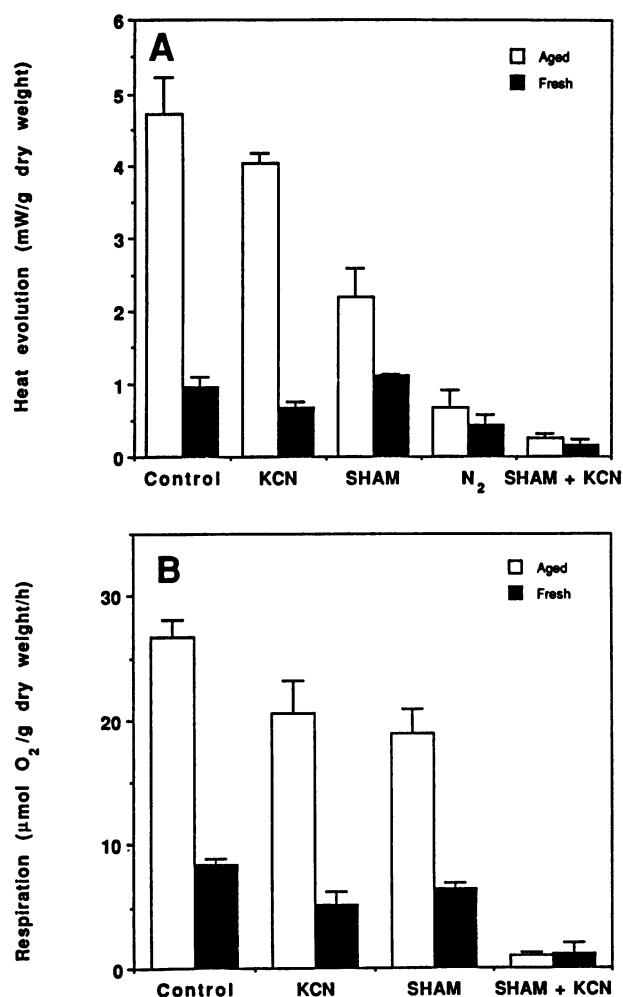 A
Aged
Fresh
Heat evolution (mW/g dry weight)
6
5
4
3
2
1
0
Control KCN SHAM N2 SHAM + KCN
B
Aged
Fresh
Respiration (μmol O2/g dry weight/h)
30
20
10
0
Control KCN SHAM SHAM + KCN